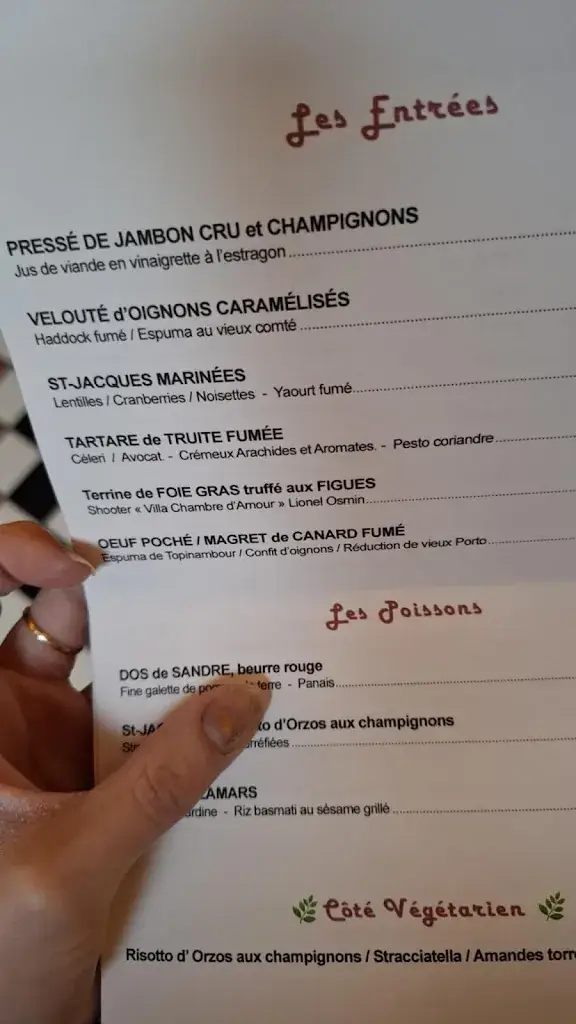 Les Entrées
PRESSÉ DE JAMBON CRU et CHAMPIGNONS
Jus de viande en vinaigrette à l'estragon
VELOUTÉ d'OIGNONS CARAMÉLISÉS
Haddock fumé / Espuma au vieux comté
ST-JACQUES MARINÉES
Lentilles / Cranberries / Noisettes - Yaourt fumé
TARTARE de TRUITE FUMÉE
Céleri / Avocat. - Crémeux Arachides et Aromates. - Pesto coriandre
Terrine de FOIE GRAS truffé aux FIGUES
Shooter « Villa Chambre d'Amour » Lionel Osmin
OEUF POCHÉ / MAGRET de CANARD FUMÉ
Espuma de Topinambour / Confit d'oignons / Réduction de vieux Porto
Les Poissons
DOS de SANDRE, beurre rouge
Fine galette de terre - Panais
d'Orzos aux champignons
Riz basmati au sésame grillé
Côté Végétarien
Risotto d' Orzos aux champignons / Stracciatella / Amandes